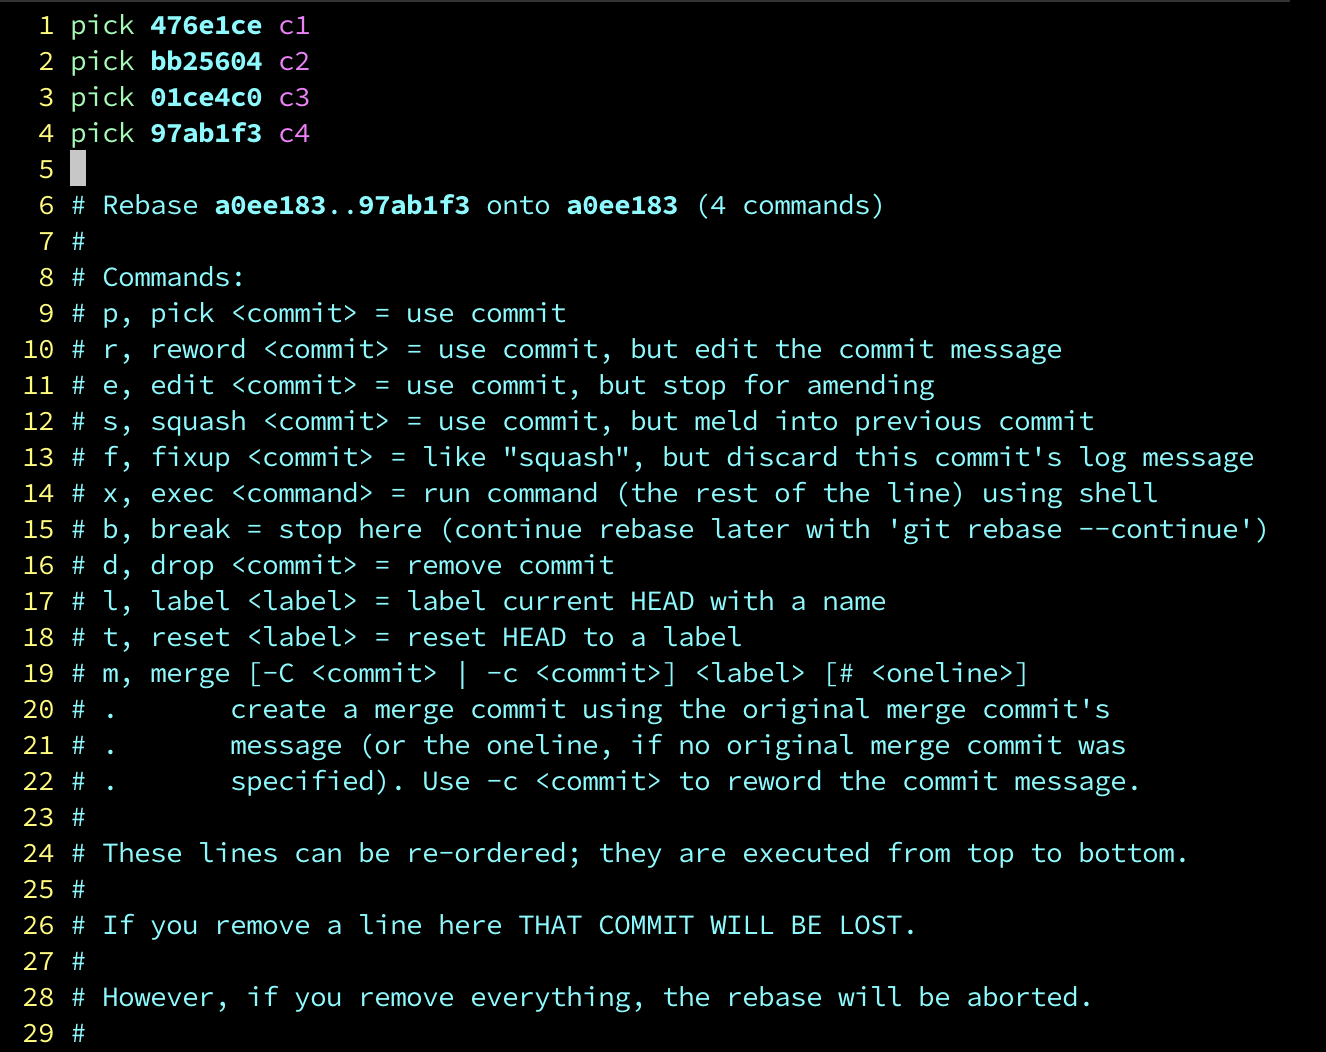 1 pick 476e1ce c1
2 pick bb25604 c2
3 pick 01ce4c0 c3
4 pick 97ab1f3 c4
5
6 # Rebase a0ee183..97ab1f3 onto a0ee183 (4 commands)
7 #
8 # Commands:
9 # p, pick <commit> = use commit
10 # r, reword <commit> = use commit, but edit the commit message
11 # e, edit <commit> = use commit, but stop for amending
12 # s, squash <commit> = use commit, but meld into previous commit
13 # f, fixup <commit> = like "squash", but discard this commit's log message
14 # x, exec <command> = run command (the rest of the line) using shell
15 # b, break = stop here (continue rebase later with 'git rebase --continue')
16 # d, drop <commit> = remove commit
17 # l, label <label> = label current HEAD with a name
18 # t, reset <label> = reset HEAD to a label
19 # m, merge [-C <commit> | -c <commit>] <label> [# <oneline>]
20 # .       create a merge commit using the original merge commit's
21 # .       message (or the oneline, if no original merge commit was
22 # .       specified). Use -c <commit> to reword the commit message.
23 #
24 # These lines can be re-ordered; they are executed from top to bottom.
25 #
26 # If you remove a line here THAT COMMIT WILL BE LOST.
27 #
28 # However, if you remove everything, the rebase will be aborted.
29 #